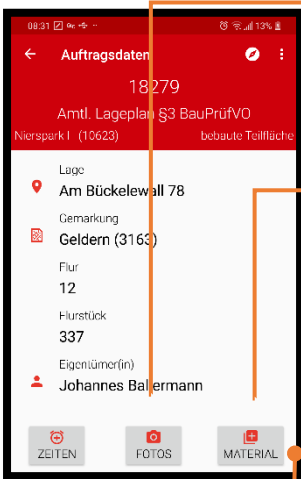 08:31 13%
Auftragsdaten
18279
Amtl. Lageplan §3 BauPrüfVO
Nierspark I (10623) bebaute Teilfläche
Lage
Am Bückelewall 78
Gemarkung
Geldern (3163)
Flur
12
Flurstück
337
Eigentümer(in)
Johannes Ballermann
ZEITEN FOTOS MATERIAL